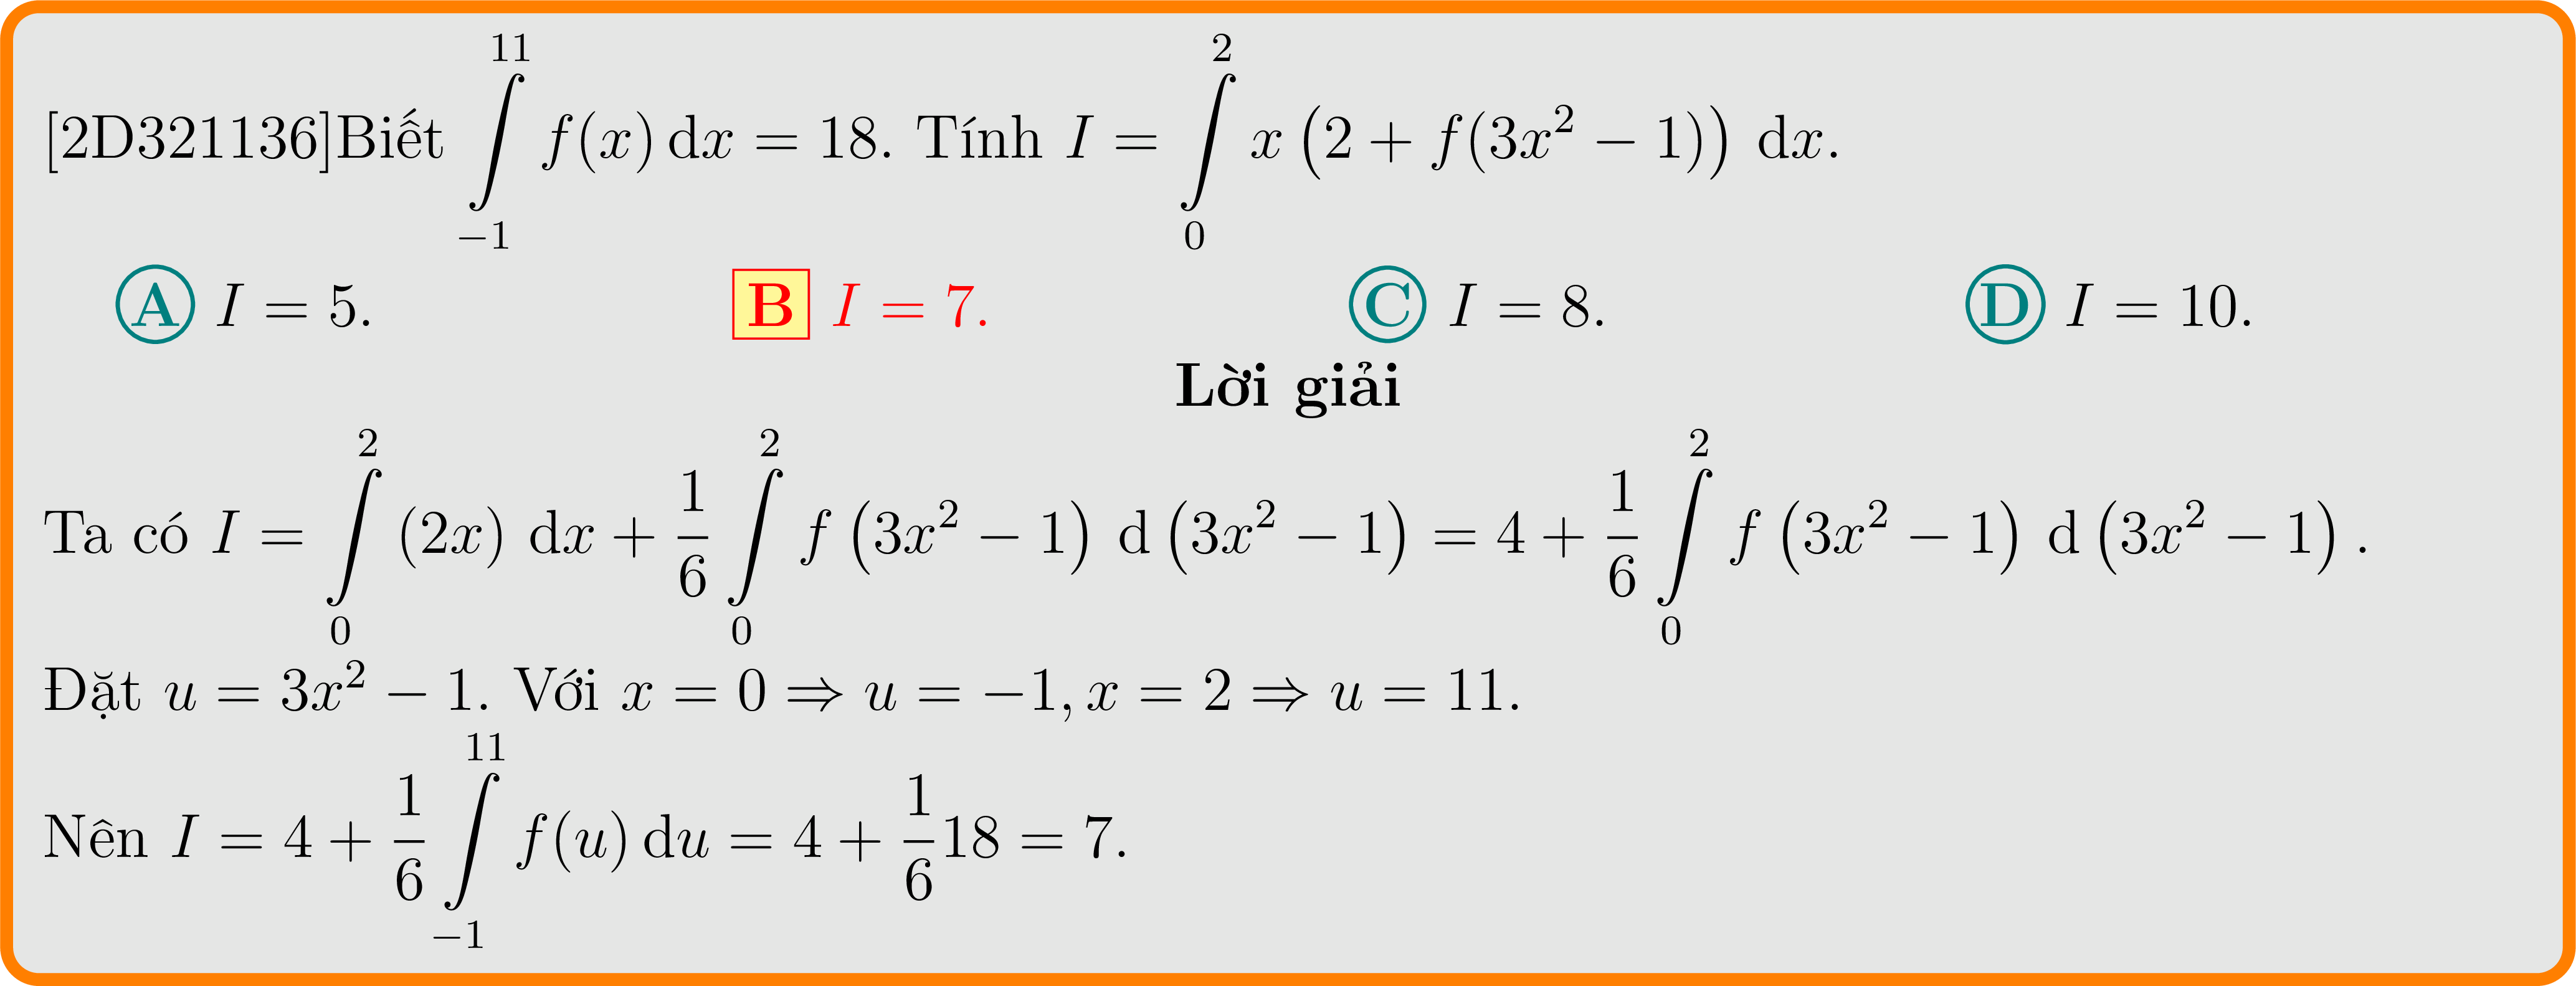 [2D321136]Biết $\int\limits_{-1}^{11} f(x)\,\mathrm{d}x = 18$. Tính $I = \int\limits_{0}^{2} x\left(2 + f(3x^2 - 1)\right)\,\mathrm{d}x$.
A $I = 5$. B $I = 7$. C $I = 8$. D $I = 10$.
Lời giải
Ta có $I = \int\limits_{0}^{2} (2x)\,\mathrm{d}x + \frac{1}{6}\int\limits_{0}^{2} f\left(3x^2 - 1\right)\,\mathrm{d}\left(3x^2 - 1\right) = 4 + \frac{1}{6}\int\limits_{0}^{2} f\left(3x^2 - 1\right)\,\mathrm{d}\left(3x^2 - 1\right)$.
Đặt $u = 3x^2 - 1$. Với $x = 0 \Rightarrow u = -1, x = 2 \Rightarrow u = 11$.
Nên $I = 4 + \frac{1}{6}\int\limits_{-1}^{11} f(u)\,\mathrm{d}u = 4 + \frac{1}{6}18 = 7$.